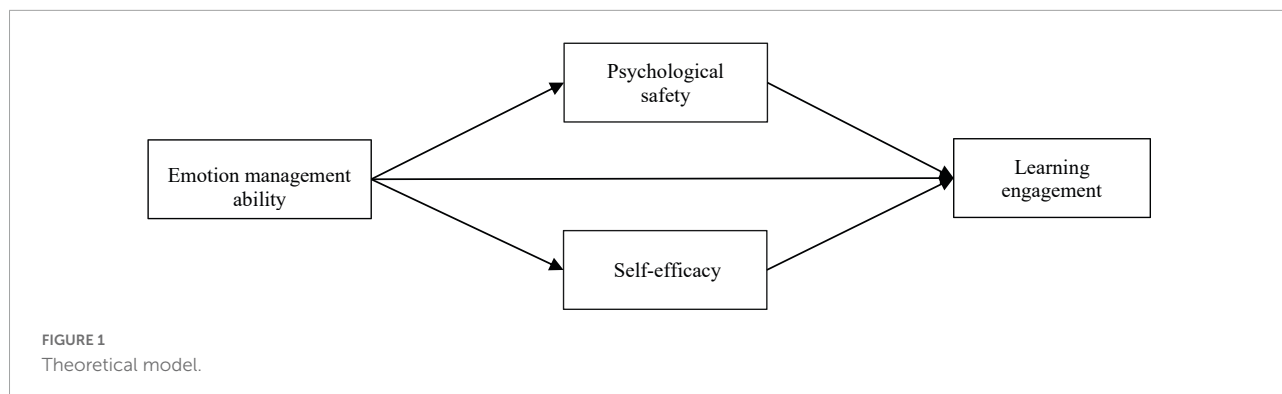 Psychological
safety
Emotion management
ability
Learning
engagement
Self-efficacy
FIGURE 1
Theoretical model.